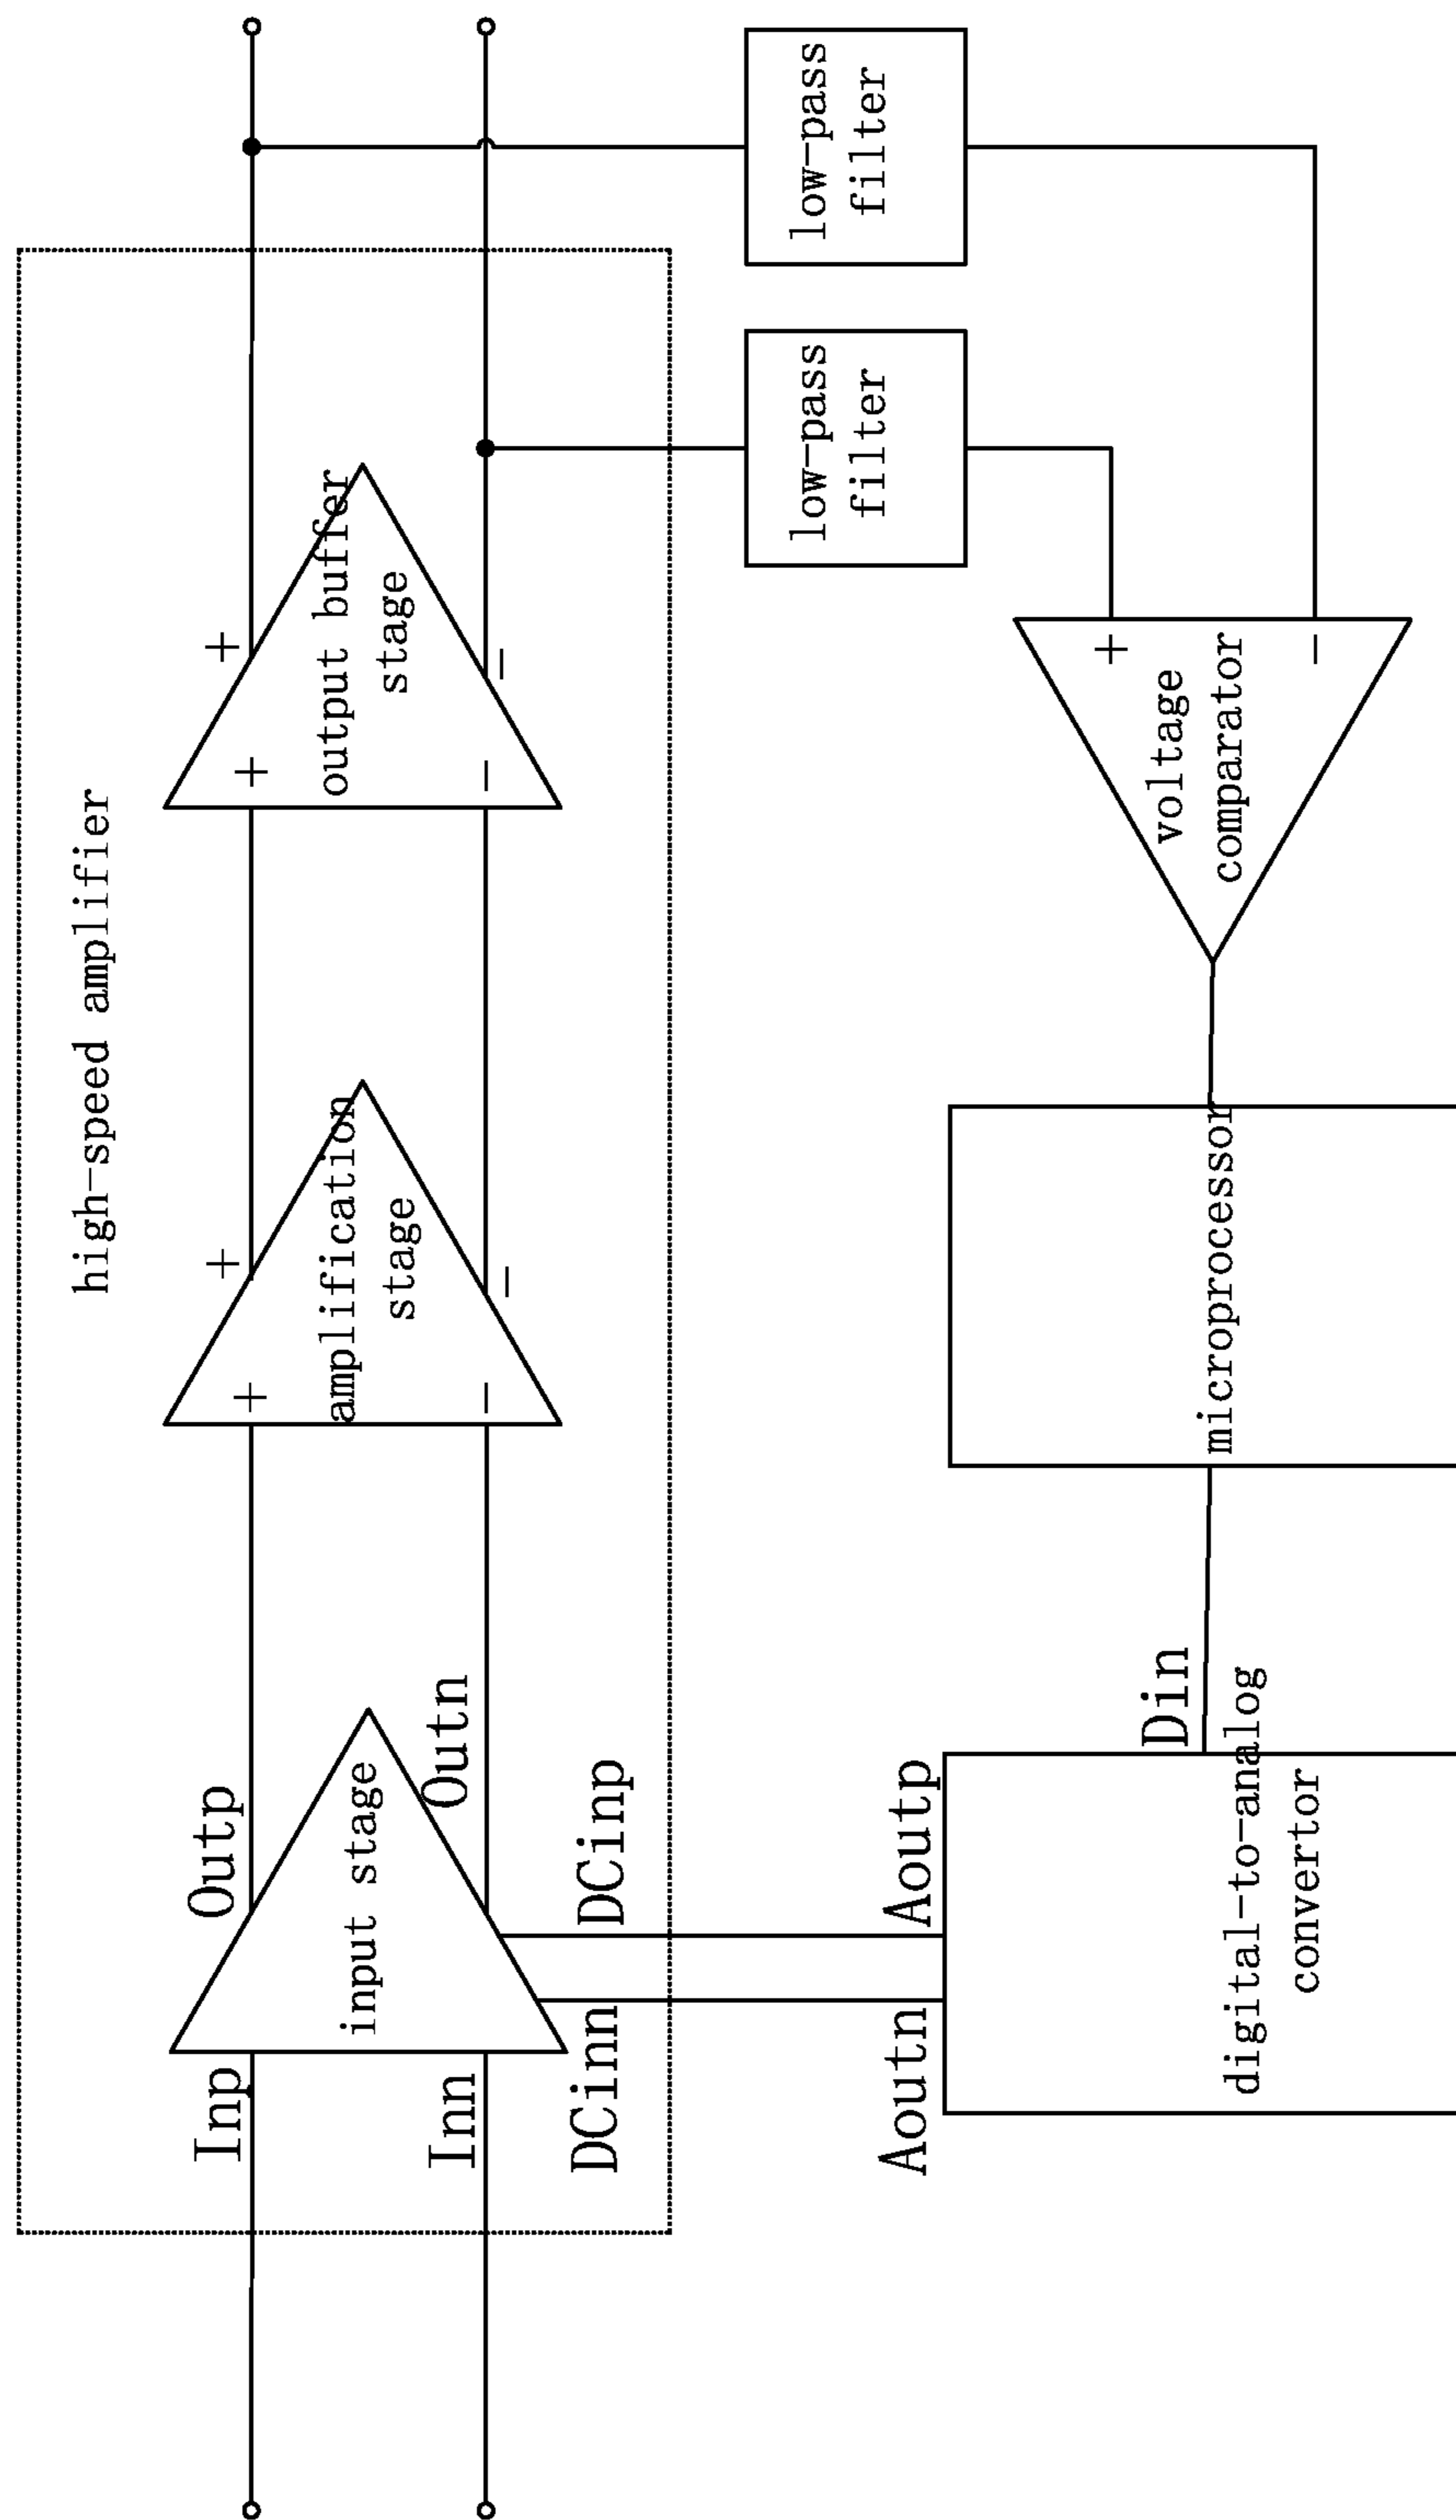 high-speed amplifier
Inp
Inn
input stage
Outp
Outn
DCinn
DCinp
+
-
amplification
stage
+
-
+
-
output buffer
stage
+
-
low-pass
filter
low-pass
filter
Aoutn
Aoutp
digital-to-analog
convertor
Din
microprocessor
voltage
comparator
+
-